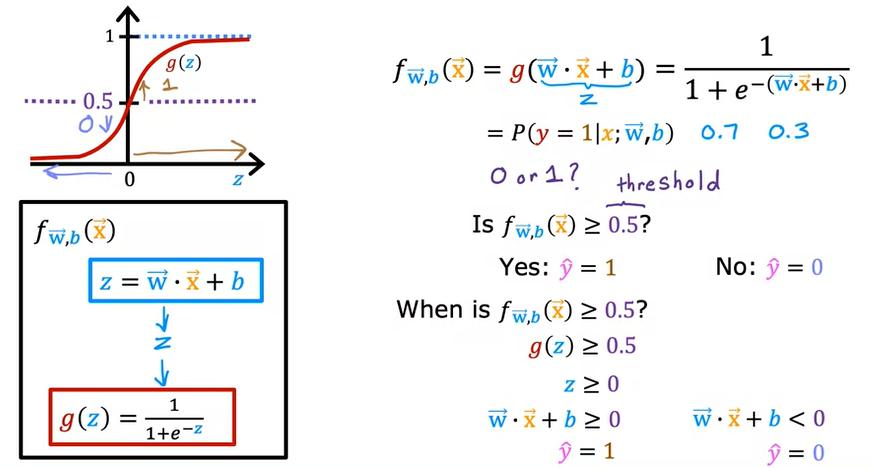 1
g(z)
1
0.5
0
0
z
f w⃗,b (x⃗)
z = w⃗ · x⃗ + b
z
g(z) = 1/(1+e^−z)
f w⃗,b (x⃗) = g(w⃗ · x⃗ + b) = 1/(1 + e^−(w⃗·x⃗+b))
z
= P(y = 1|x; w⃗,b) 0.7 0.3
0 or 1? threshold
Is f w⃗,b (x⃗) ≥ 0.5?
Yes: ŷ = 1 No: ŷ = 0
When is f w⃗,b (x⃗) ≥ 0.5?
g(z) ≥ 0.5
z ≥ 0
w⃗ · x⃗ + b ≥ 0 w⃗ · x⃗ + b < 0
ŷ = 1 ŷ = 0